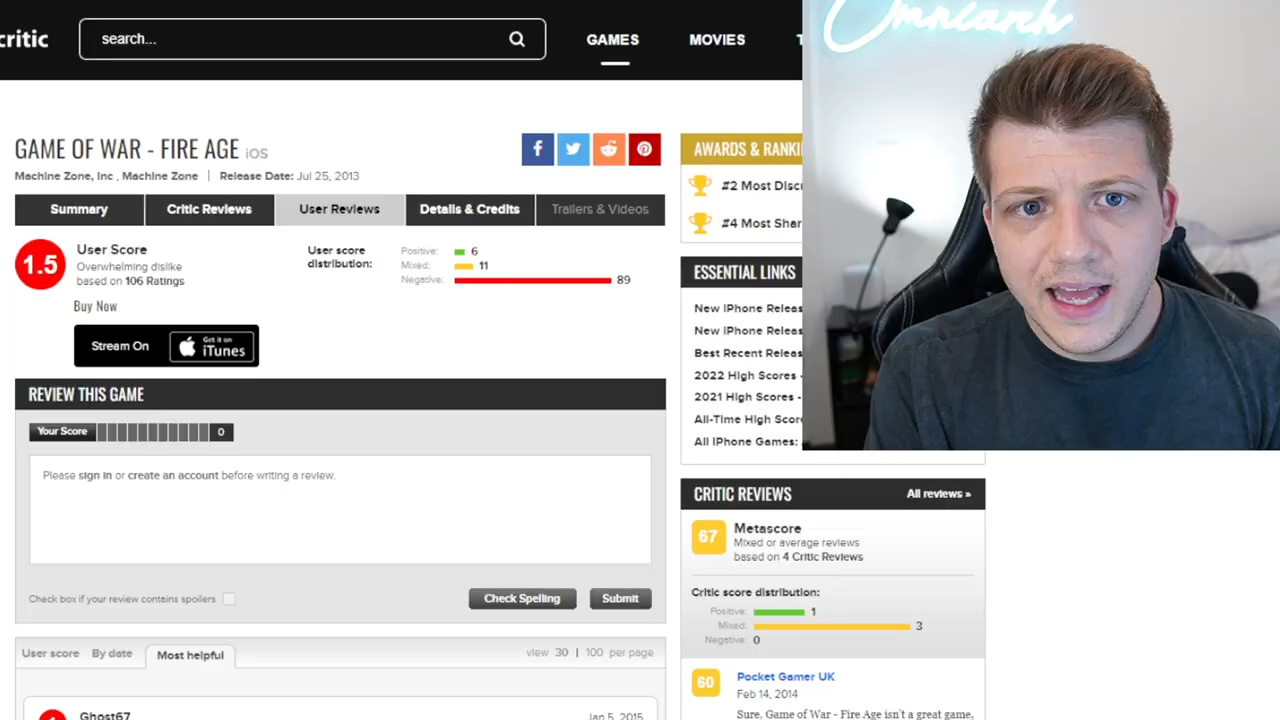 critic
search...
GAMES
MOVIES
Omniarch
GAME OF WAR - FIRE AGE iOS
Machine Zone, Inc , Machine Zone | Release Date: Jul 25, 2013
Summary
Critic Reviews
User Reviews
Details & Credits
Trailers & Videos
1.5
User Score
Overwhelming dislike
based on 106 Ratings
User score
distribution:
Positive: 6
Mixed: 11
Negative: 89
Buy Now
Stream On
Get it on
iTunes
REVIEW THIS GAME
Your Score
0
Please sign in or create an account before writing a review.
Check box if your review contains spoilers
Check Spelling
Submit
User score
By date
Most helpful
view 30 | 100 per page
Ghost67
Jan 5, 2015
AWARDS & RANKI
#2 Most Disc
#4 Most Shar
ESSENTIAL LINKS
New iPhone Relea
New iPhone Relea
Best Recent Relea
2022 High Scores -
2021 High Scores -
All-Time High Scor
All iPhone Games:
CRITIC REVIEWS
All reviews »
67
Metascore
Mixed or average reviews
based on 4 Critic Reviews
Critic score distribution:
Positive: 1
Mixed: 3
Negative: 0
60
Pocket Gamer UK
Feb 14, 2014
Sure, Game of War - Fire Age isn't a great game,